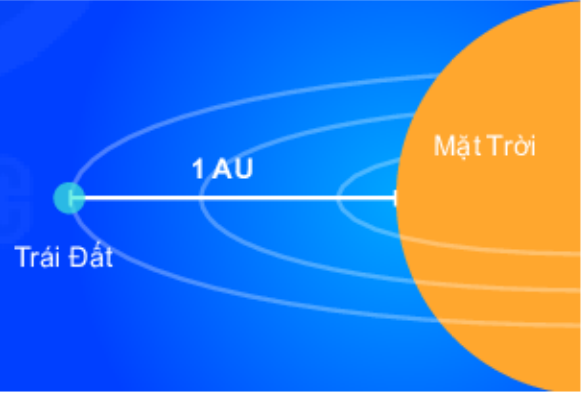 Mặt Trời
1 AU
Trái Đất